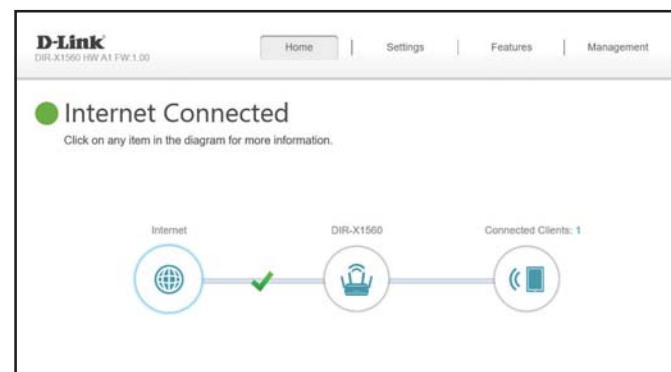 D-Link
DIR-X1560 HW A1 FW:1.00
Home | Settings | Features | Management
Internet Connected
Click on any item in the diagram for more information.
Internet DIR-X1560 Connected Clients: 1